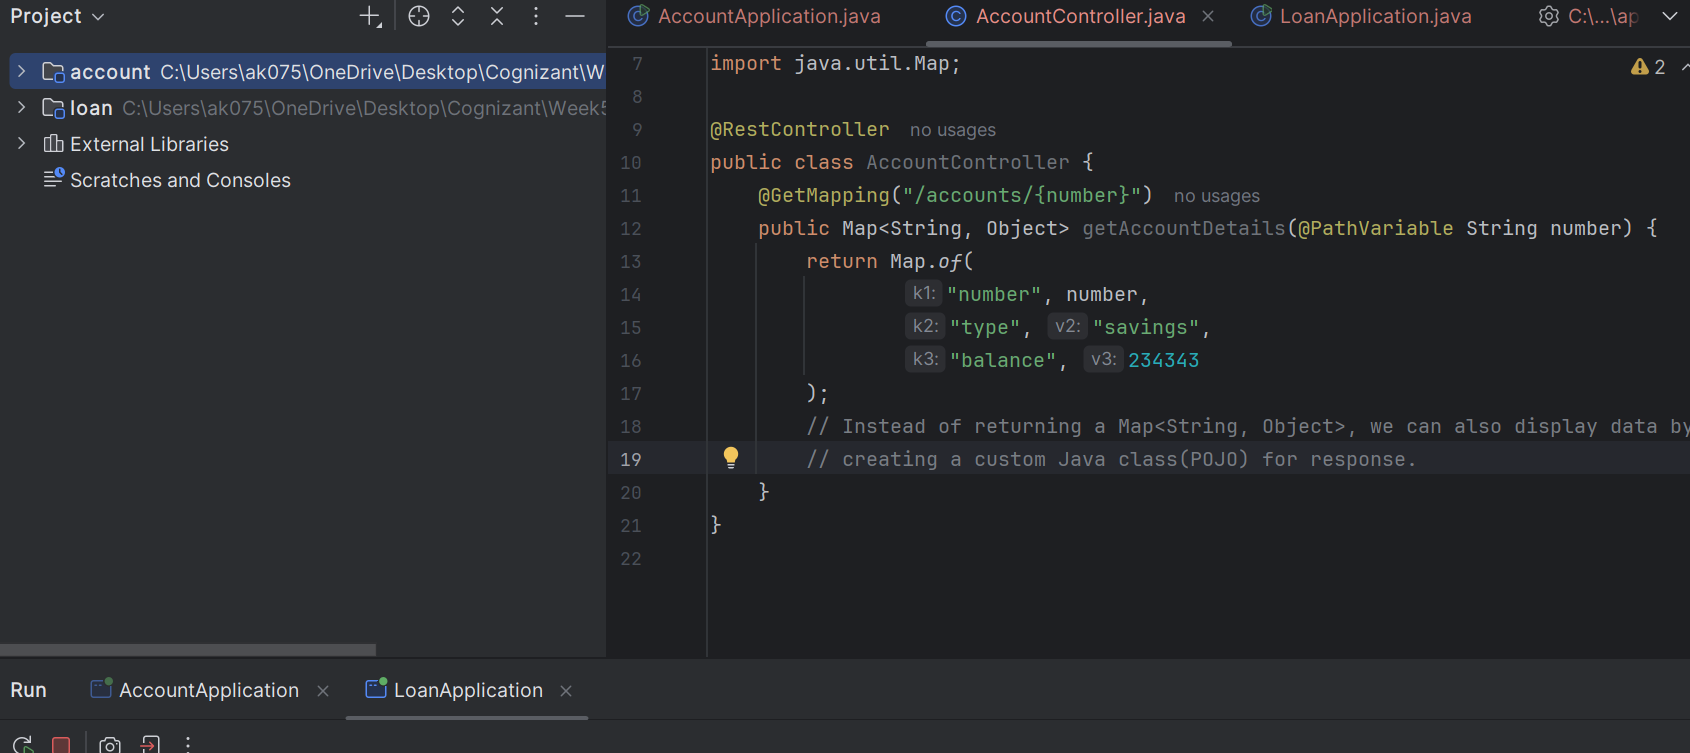 Project
account C:\Users\ak075\OneDrive\Desktop\Cognizant\W
loan C:\Users\ak075\OneDrive\Desktop\Cognizant\Week5
External Libraries
Scratches and Consoles
AccountApplication.java AccountController.java LoanApplication.java C:\...\ap
2
7 import java.util.Map;
8
9 @RestController no usages
10 public class AccountController {
11 @GetMapping("/accounts/{number}") no usages
12 public Map<String, Object> getAccountDetails(@PathVariable String number) {
13 return Map.of(
14 k1: "number", number,
15 k2: "type", v2: "savings",
16 k3: "balance", v3: 234343
17 );
18 // Instead of returning a Map<String, Object>, we can also display data by
19 // creating a custom Java class(POJO) for response.
20 }
21 }
22
Run AccountApplication LoanApplication